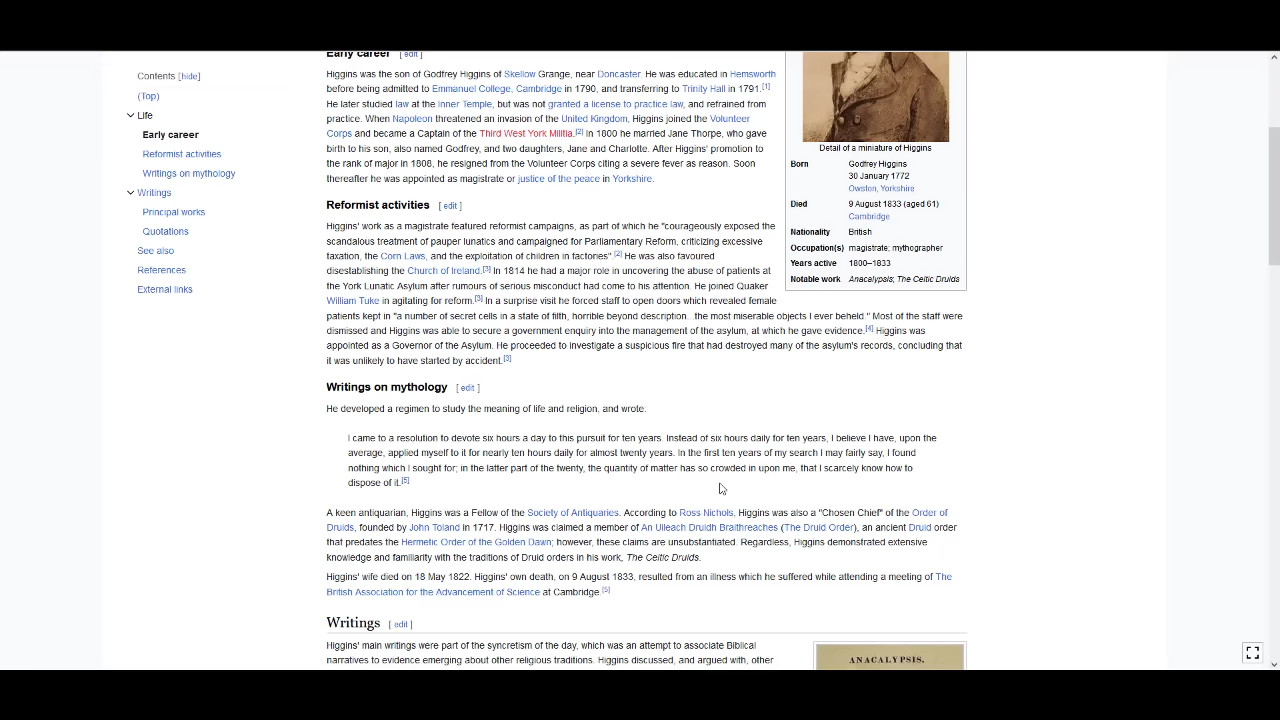 Contents [hide]
(Top)
Life
Early career
Reformist activities
Writings on mythology
Writings
Principal works
Quotations
See also
References
External links
Early career [ edit ]
Higgins was the son of Godfrey Higgins of Skellow Grange, near Doncaster. He was educated in Hemsworth
before being admitted to Emmanuel College, Cambridge in 1790, and transferring to Trinity Hall in 1791.[1]
He later studied law at the Inner Temple, but was not granted a license to practice law, and refrained from
practice. When Napoleon threatened an invasion of the United Kingdom, Higgins joined the Volunteer
Corps and became a Captain of the Third West York Militia.[2] In 1800 he married Jane Thorpe, who gave
birth to his son, also named Godfrey, and two daughters, Jane and Charlotte. After Higgins' promotion to
the rank of major in 1808, he resigned from the Volunteer Corps citing a severe fever as reason. Soon
thereafter he was appointed as magistrate or justice of the peace in Yorkshire.
Detail of a miniature of Higgins
Born Godfrey Higgins
30 January 1772
Owston, Yorkshire
Died 9 August 1833 (aged 61)
Cambridge
Nationality British
Occupation(s) magistrate; mythographer
Years active 1800–1833
Notable work Anacalypsis; The Celtic Druids
Reformist activities [ edit ]
Higgins' work as a magistrate featured reformist campaigns, as part of which he "courageously exposed the
scandalous treatment of pauper lunatics and campaigned for Parliamentary Reform, criticizing excessive
taxation, the Corn Laws, and the exploitation of children in factories".[2] He was also favoured
disestablishing the Church of Ireland.[3] In 1814 he had a major role in uncovering the abuse of patients at
the York Lunatic Asylum after rumours of serious misconduct had come to his attention. He joined Quaker
William Tuke in agitating for reform.[3] In a surprise visit he forced staff to open doors which revealed female
patients kept in "a number of secret cells in a state of filth, horrible beyond description...the most miserable objects I ever beheld." Most of the staff were
dismissed and Higgins was able to secure a government enquiry into the management of the asylum, at which he gave evidence.[4] Higgins was
appointed as a Governor of the Asylum. He proceeded to investigate a suspicious fire that had destroyed many of the asylum's records, concluding that
it was unlikely to have started by accident.[3]
Writings on mythology [ edit ]
He developed a regimen to study the meaning of life and religion, and wrote:
I came to a resolution to devote six hours a day to this pursuit for ten years. Instead of six hours daily for ten years, I believe I have, upon the
average, applied myself to it for nearly ten hours daily for almost twenty years. In the first ten years of my search I may fairly say, I found
nothing which I sought for; in the latter part of the twenty, the quantity of matter has so crowded in upon me, that I scarcely know how to
dispose of it.[5]
A keen antiquarian, Higgins was a Fellow of the Society of Antiquaries. According to Ross Nichols, Higgins was also a "Chosen Chief" of the Order of
Druids, founded by John Toland in 1717. Higgins was claimed a member of An Uileach Druidh Braithreaches (The Druid Order), an ancient Druid order
that predates the Hermetic Order of the Golden Dawn; however, these claims are unsubstantiated. Regardless, Higgins demonstrated extensive
knowledge and familiarity with the traditions of Druid orders in his work, The Celtic Druids.
Higgins' wife died on 18 May 1822. Higgins' own death, on 9 August 1833, resulted from an illness which he suffered while attending a meeting of The
British Association for the Advancement of Science at Cambridge.[5]
Writings [ edit ]
Higgins' main writings were part of the syncretism of the day, which was an attempt to associate Biblical
narratives to evidence emerging about other religious traditions. Higgins discussed, and argued with, other
ANACALYPSIS,